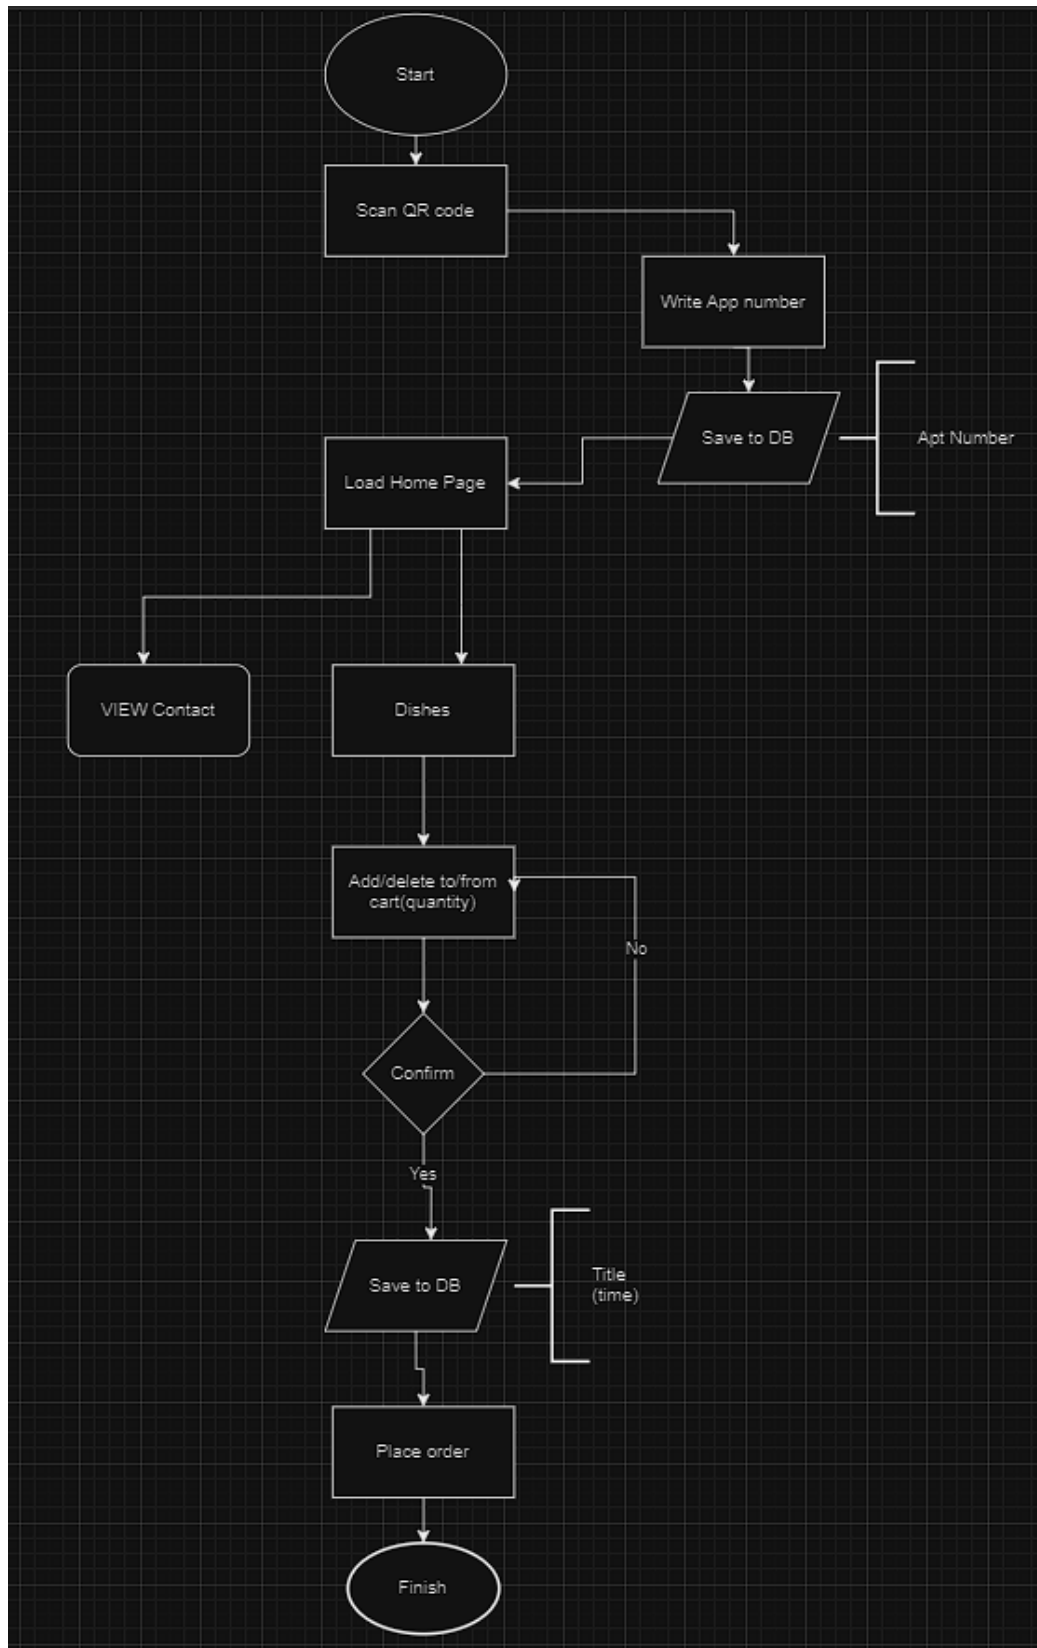 Start
Scan QR code
Write App number
Save to DB
Apt Number
Load Home Page
VIEW Contact
Dishes
Add/delete to/from
cart(quantity)
No
Confirm
Yes
Save to DB
Title
(time)
Place order
Finish